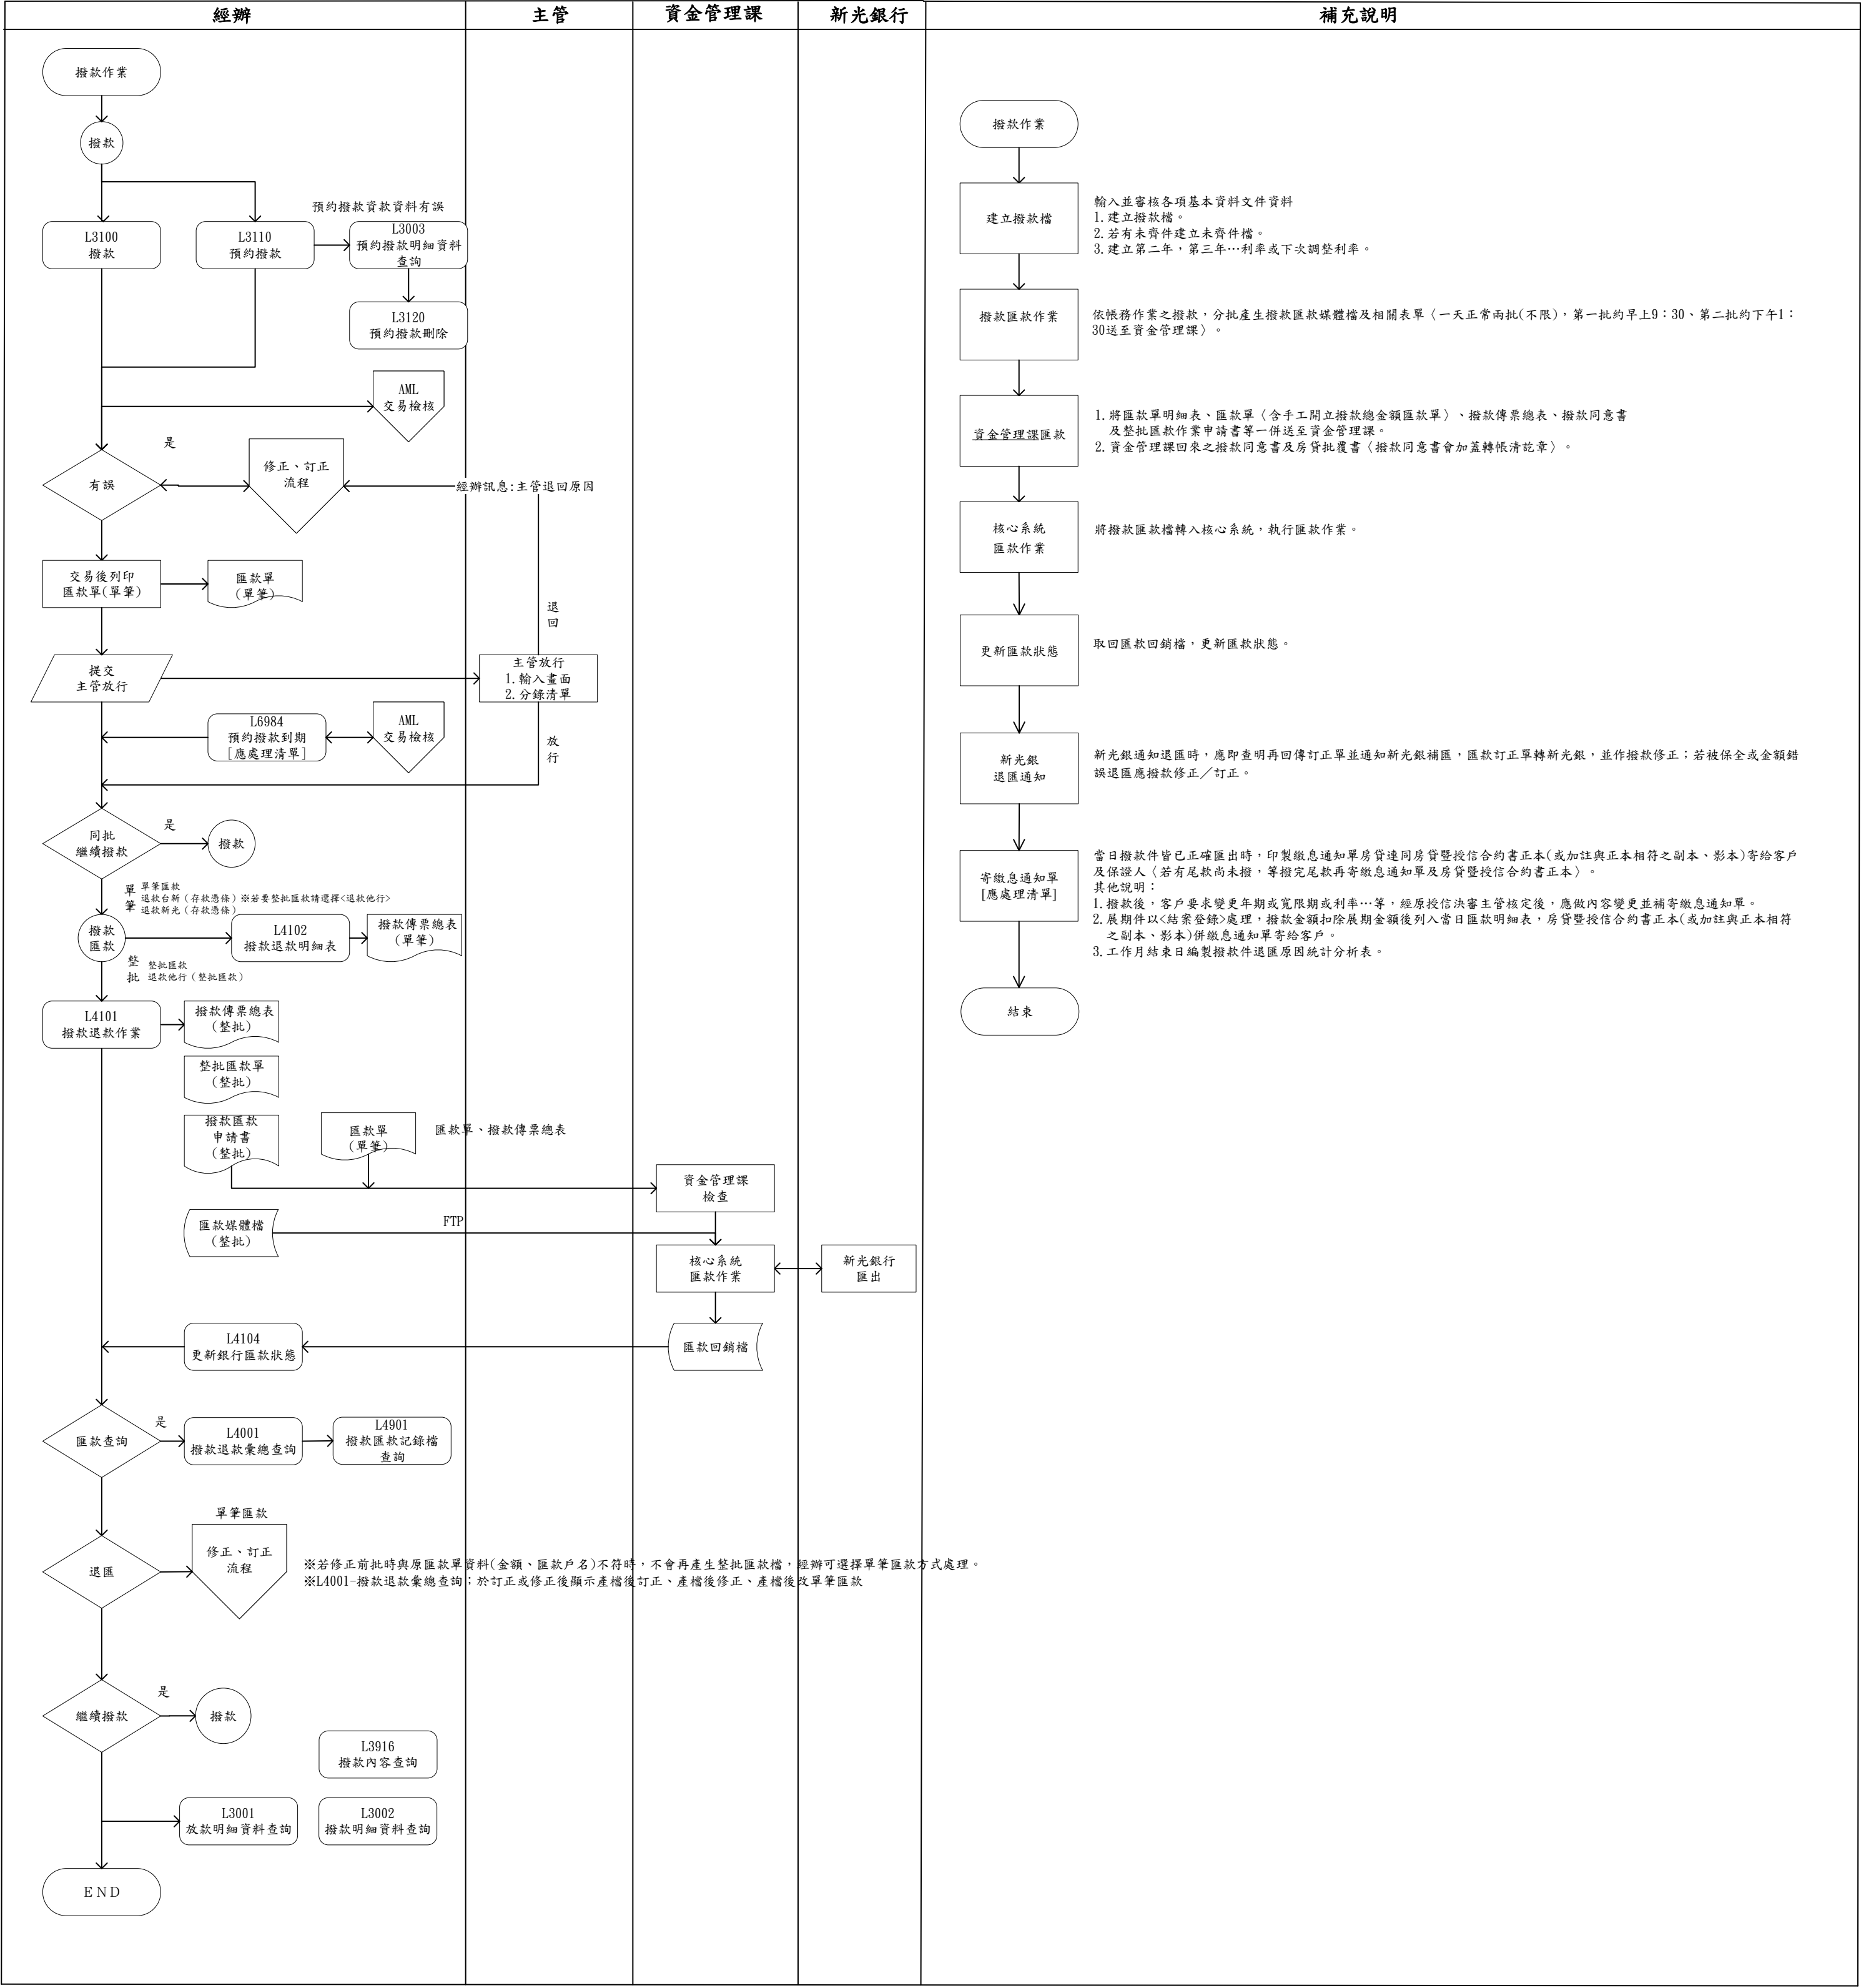 經辦
主管
資金管理課
新光銀行
補充說明
撥款作業
撥款
預約撥款資款資料有誤
L3100
撥款
L3110
預約撥款
L3003
預約撥款明細資料
查詢
L3120
預約撥款刪除
AML
交易檢核
是
有誤
修正、訂正
流程
經辦訊息:主管退回原因
交易後列印
匯款單(單筆)
匯款單
(單筆)
退
回
提交
主管放行
主管放行
1.輸入畫面
2.分錄清單
L6984
預約撥款到期
[應處理清單]
AML
交易檢核
放
行
同批
繼續撥款
是
撥款
單
筆
單筆匯款
退款台新（存款憑條）※若要整批匯款請選擇<退款他行>
退款新光（存款憑條）
撥款
匯款
L4102
撥款退款明細表
撥款傳票總表
（單筆）
整
批
整批匯款
退款他行（整批匯款）
L4101
撥款退款作業
撥款傳票總表
（整批）
整批匯款單
（整批）
撥款匯款
申請書
（整批）
匯款單
（單筆）
匯款單、撥款傳票總表
資金管理課
檢查
匯款媒體檔
（整批）
FTP
核心系統
匯款作業
新光銀行
匯出
L4104
更新銀行匯款狀態
匯款回銷檔
匯款查詢
是
L4001
撥款退款彙總查詢
L4901
撥款匯款記錄檔
查詢
單筆匯款
退匯
修正、訂正
流程
※若修正前批時與原匯款單資料(金額、匯款戶名)不符時，不會再產生整批匯款檔，經辦可選擇單筆匯款方式處理。
※L4001-撥款退款彙總查詢；於訂正或修正後顯示產檔後訂正、產檔後修正、產檔後改單筆匯款
繼續撥款
是
撥款
L3916
撥款內容查詢
L3001
放款明細資料查詢
L3002
撥款明細資料查詢
ＥＮＤ
撥款作業
建立撥款檔
輸入並審核各項基本資料文件資料
1.建立撥款檔。
2.若有未齊件建立未齊件檔。
3.建立第二年，第三年…利率或下次調整利率。
撥款匯款作業
依帳務作業之撥款，分批產生撥款匯款媒體檔及相關表單〈一天正常兩批(不限)，第一批約早上9：30、第二批約下午1：
30送至資金管理課〉。
資金管理課匯款
1.將匯款單明細表、匯款單〈含手工開立撥款總金額匯款單〉、撥款傳票總表、撥款同意書
及整批匯款作業申請書等一併送至資金管理課。
2.資金管理課回來之撥款同意書及房貸批覆書〈撥款同意書會加蓋轉帳清訖章〉。
核心系統
匯款作業
將撥款匯款檔轉入核心系統，執行匯款作業。
更新匯款狀態
取回匯款回銷檔，更新匯款狀態。
新光銀
退匯通知
新光銀通知退匯時，應即查明再回傳訂正單並通知新光銀補匯，匯款訂正單轉新光銀，並作撥款修正；若被保全或金額錯
誤退匯應撥款修正／訂正。
寄繳息通知單
[應處理清單]
當日撥款件皆已正確匯出時，印製繳息通知單房貸連同房貸暨授信合約書正本(或加註與正本相符之副本、影本)寄給客戶
及保證人〈若有尾款尚未撥，等撥完尾款再寄繳息通知單及房貸暨授信合約書正本〉。
其他說明：
1.撥款後，客戶要求變更年期或寬限期或利率…等，經原授信決審主管核定後，應做內容變更並補寄繳息通知單。
2.展期件以<結案登錄>處理，撥款金額扣除展期金額後列入當日匯款明細表，房貸暨授信合約書正本(或加註與正本相符
之副本、影本)併繳息通知單寄給客戶。
3.工作月結束日編製撥款件退匯原因統計分析表。
結束